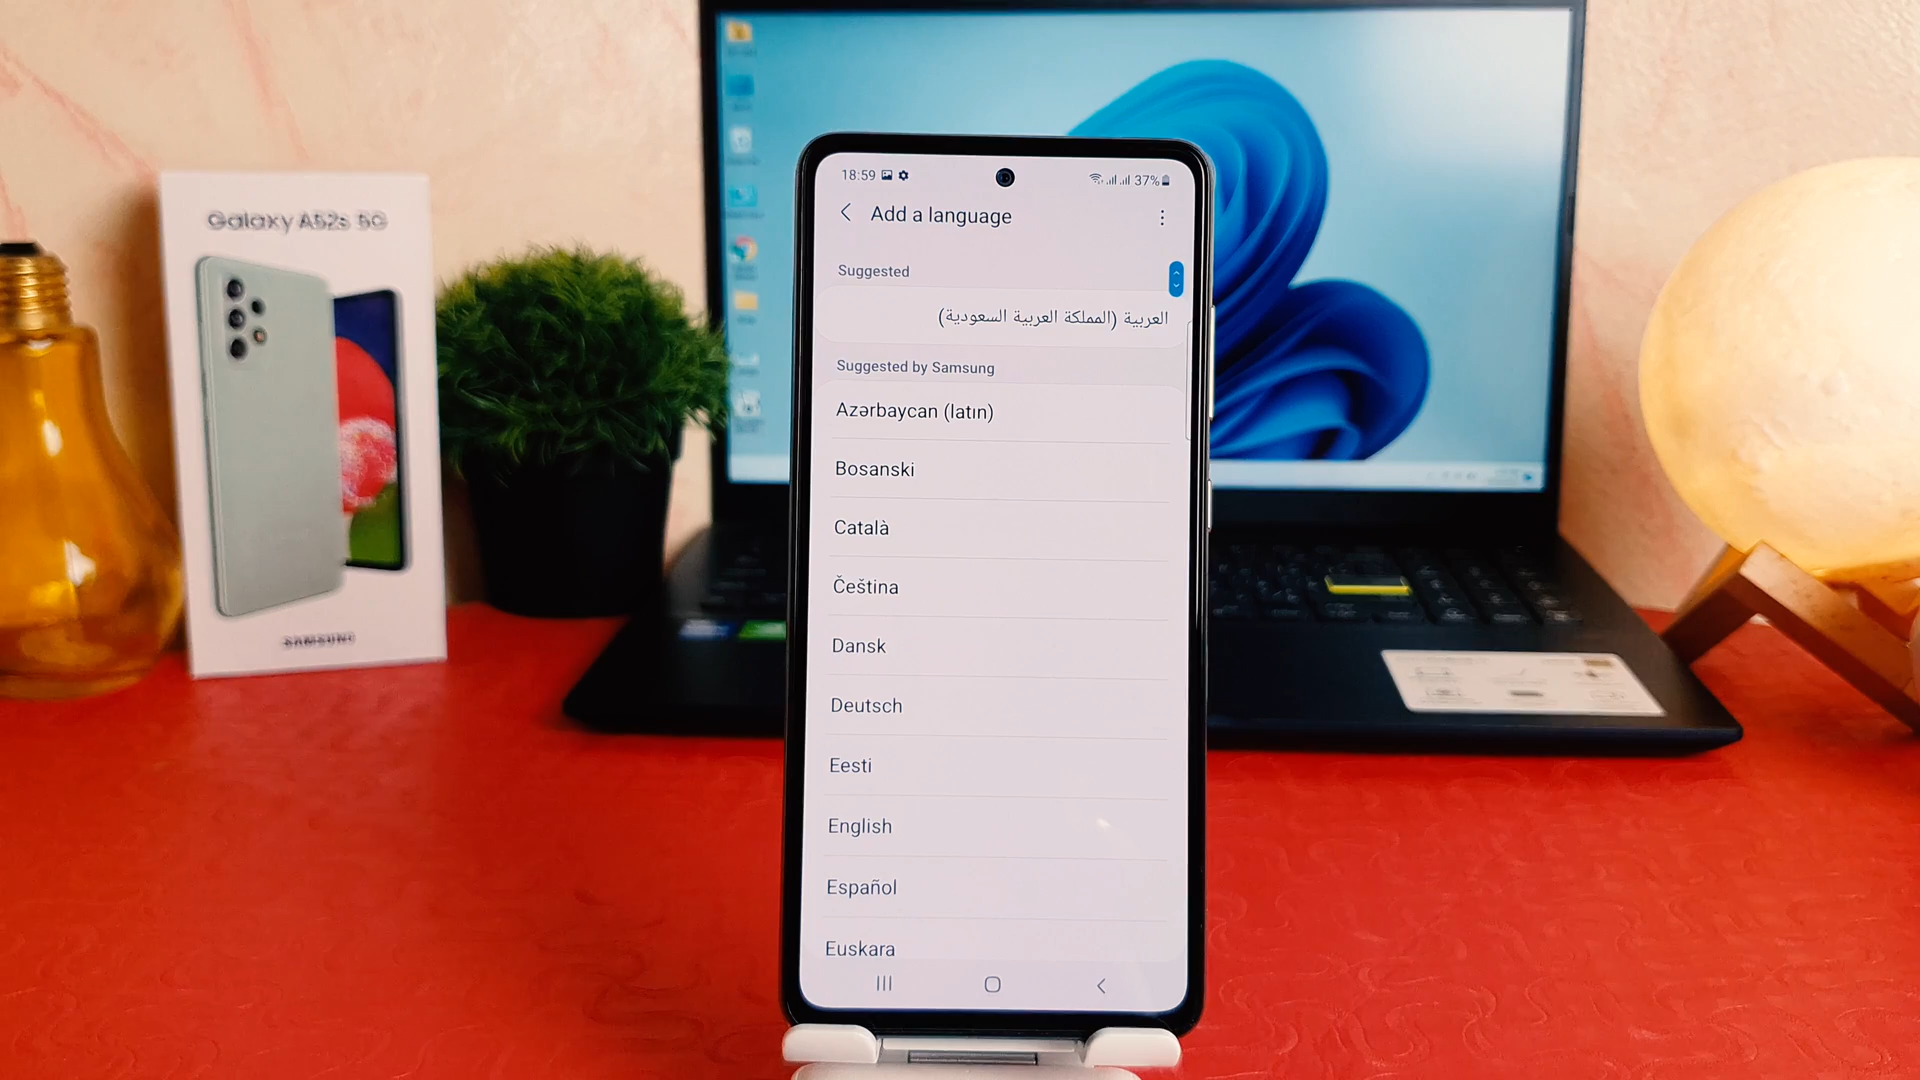 Galaxy A52s 5G
SAMSUNG
18:59
37%
Add a language
Suggested
العربية (المملكة العربية السعودية)
Suggested by Samsung
Azərbaycan (latın)
Bosanski
Català
Čeština
Dansk
Deutsch
Eesti
English
Español
Euskara